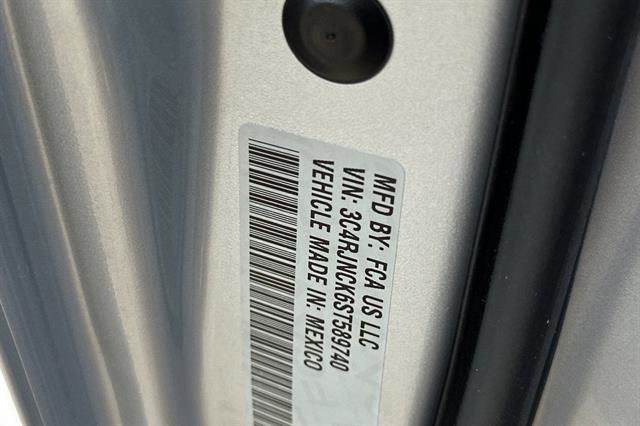 MFD BY: FCA US LLC
VIN: 3C4RJNCK6ST589740
VEHICLE MADE IN: MEXICO